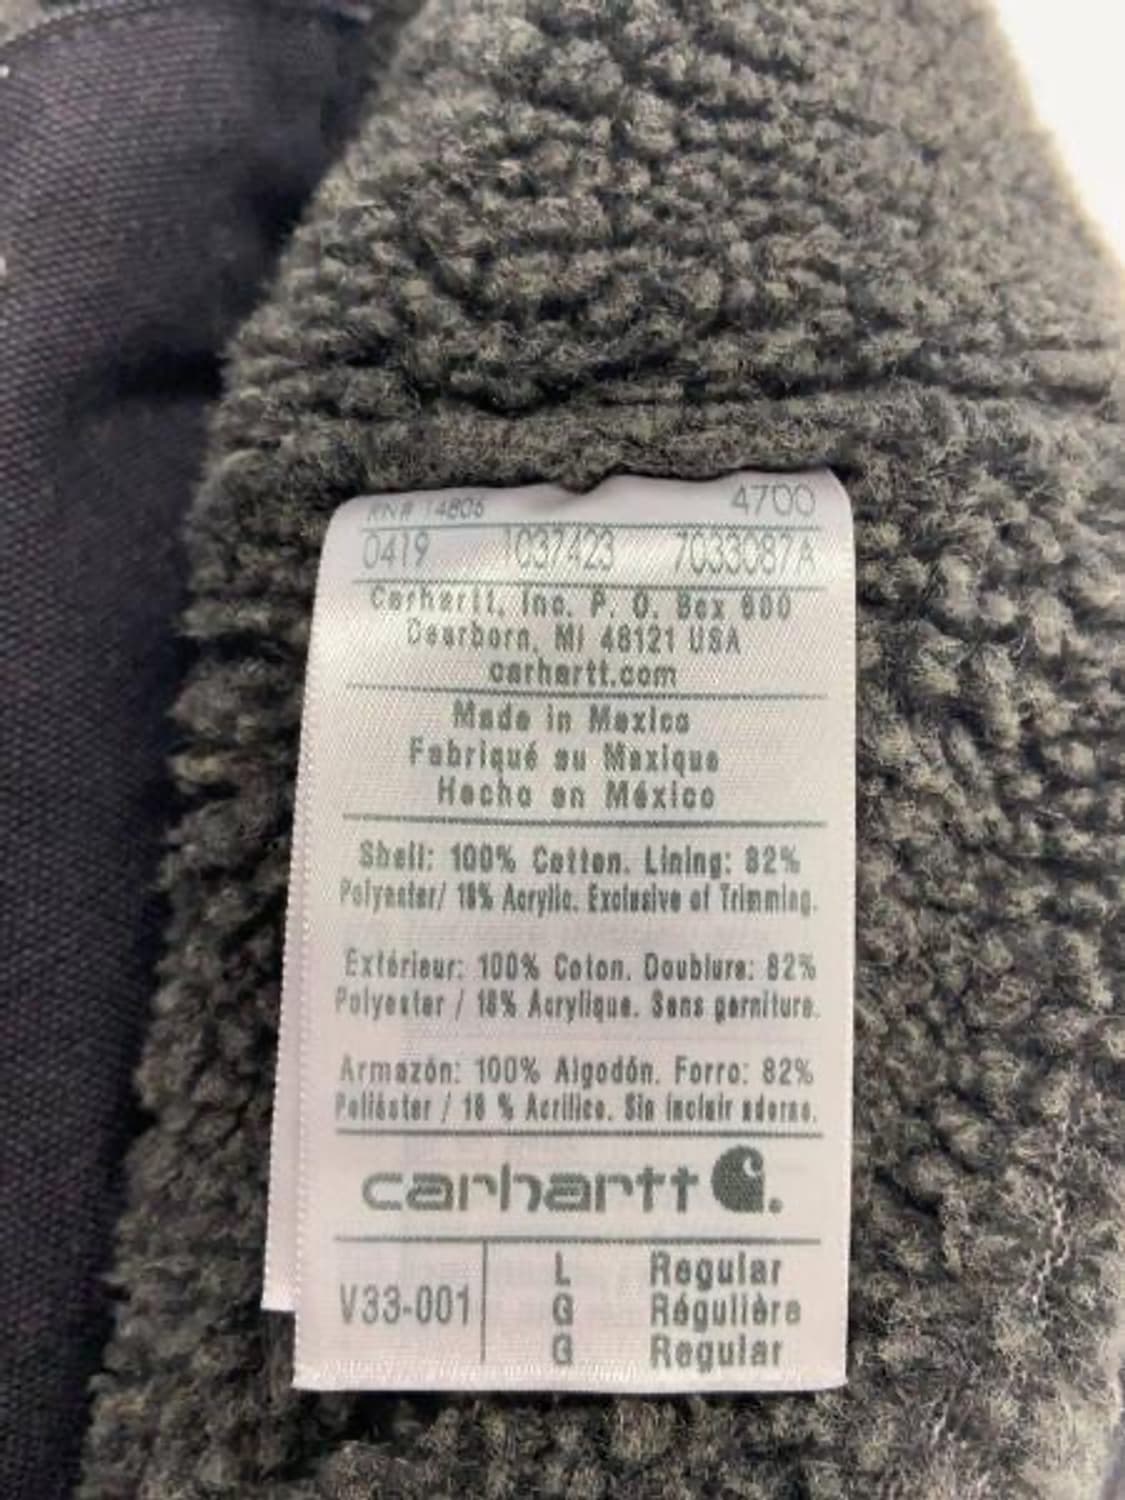 RN# 14806 4700
0419 1037423 7033087A
Carhartt, Inc. P. O. Box 600
Dearborn, MI 48121 USA
carhartt.com
Made in Mexico
Fabriqué au Mexique
Hecho en México
Shell: 100% Cotton. Lining: 82%
Polyester/ 18% Acrylic. Exclusive of Trimming.
Extérieur: 100% Coton. Doublure: 82%
Polyester / 18% Acrylique. Sans garniture.
Armazón: 100% Algodón. Forro: 82%
Poliéster / 18 % Acrílico. Sin incluir adorno.
carhartt
V33-001 L Regular
G Régulière
G Regular